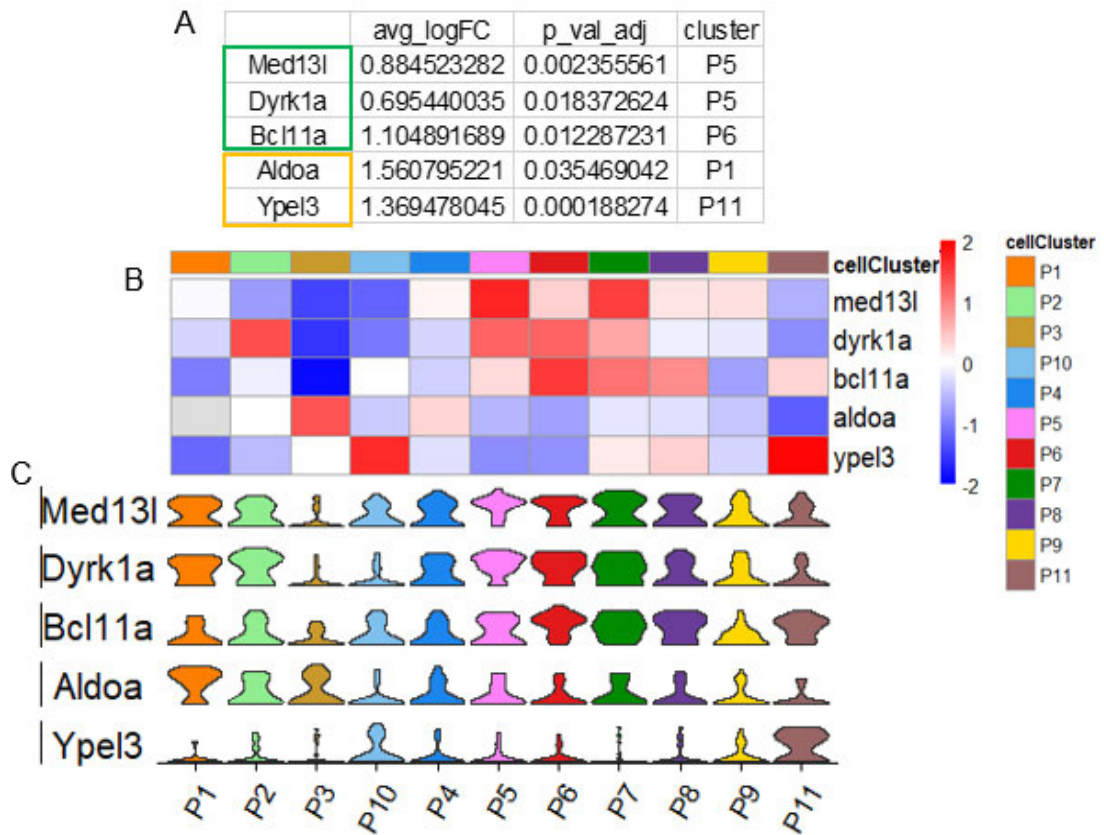 A
avg_logFC p_val_adj cluster
Med13l 0.884523282 0.002355561 P5
Dyrk1a 0.695440035 0.018372624 P5
Bcl11a 1.104891689 0.012287231 P6
Aldoa 1.560795221 0.035469042 P1
Ypel3 1.369478045 0.000188274 P11
B
cellCluster
med13l
dyrk1a
bcl11a
aldoa
ypel3
2
1
0
-1
-2
cellCluster
P1
P2
P3
P10
P4
P5
P6
P7
P8
P9
P11
C
Med13l
Dyrk1a
Bcl11a
Aldoa
Ypel3
P1 P2 P3 P10 P4 P5 P6 P7 P8 P9 P11